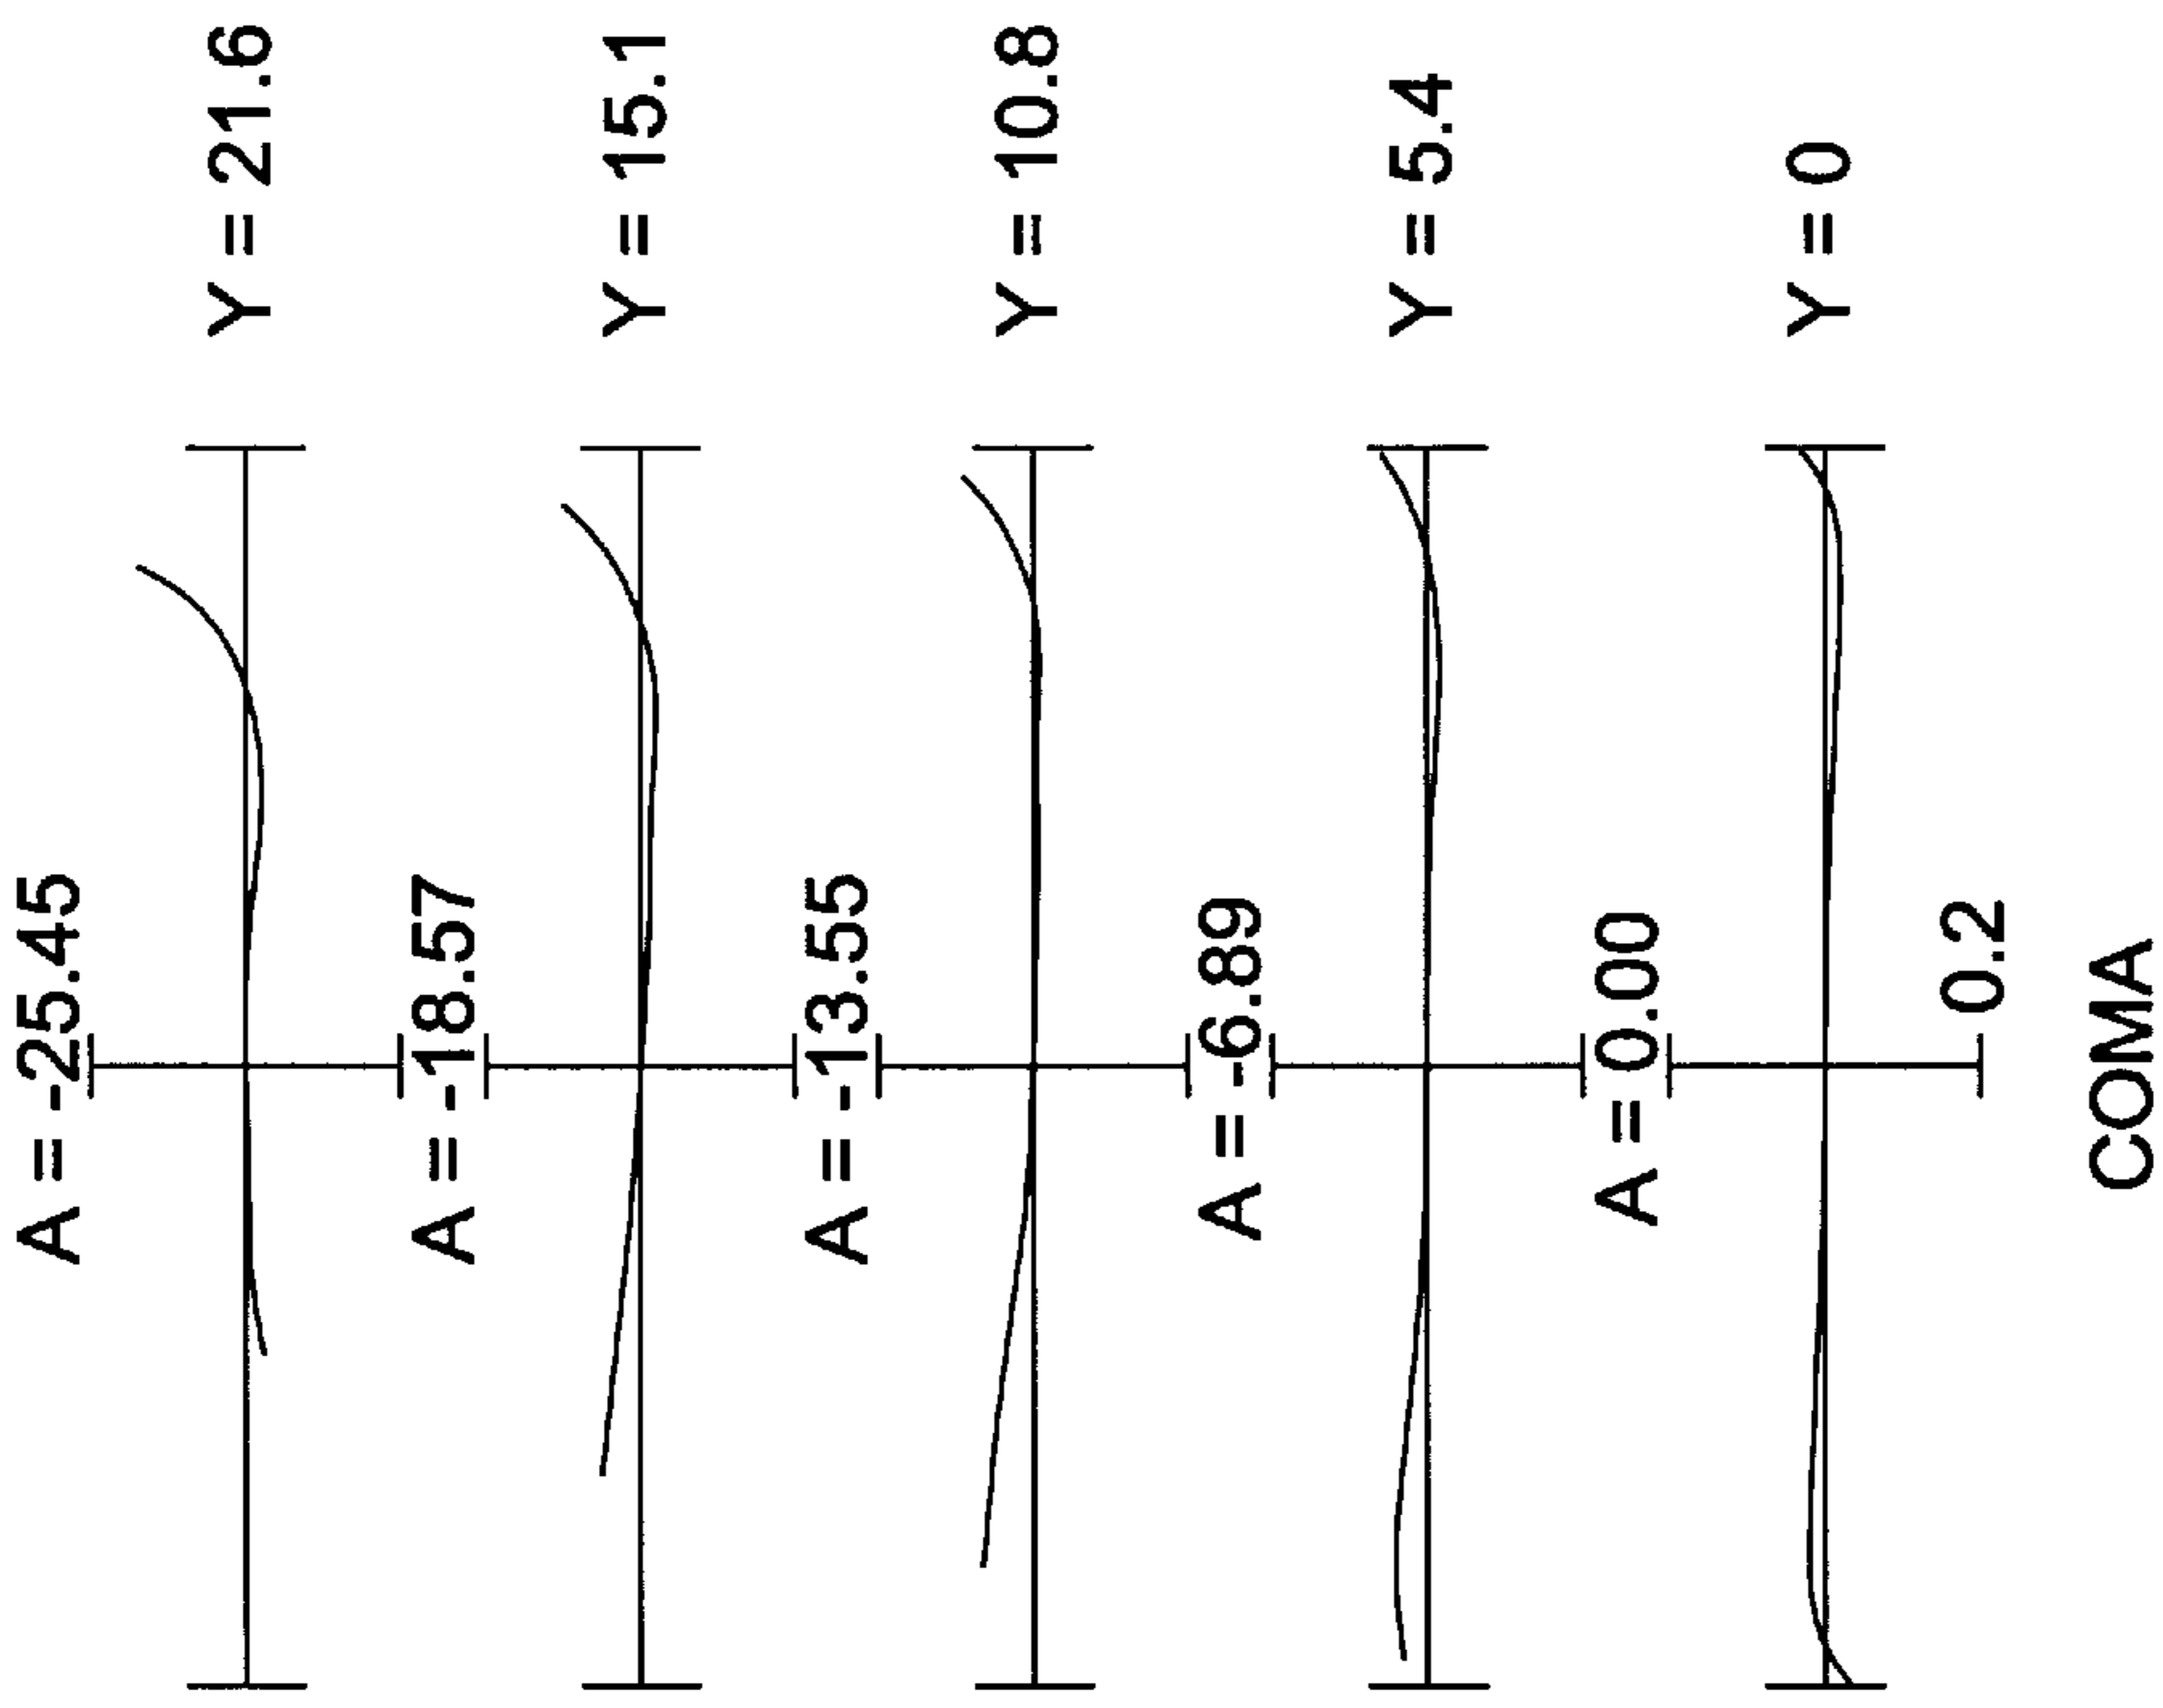 A = -25.45
Y = 21.6
A = -18.57
Y = 15.1
A = -13.55
Y = 10.8
A = -6.89
Y = 5.4
A = 0.00
Y = 0
0.2
COMA